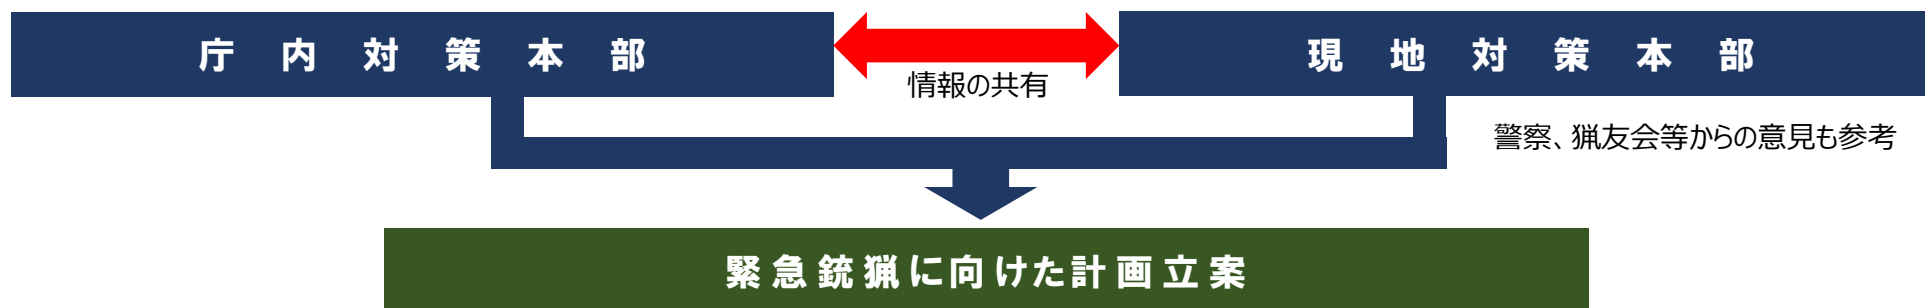 庁内対策本部
現地対策本部
情報の共有
警察、猟友会等からの意見も参考
緊急銃猟に向けた計画立案